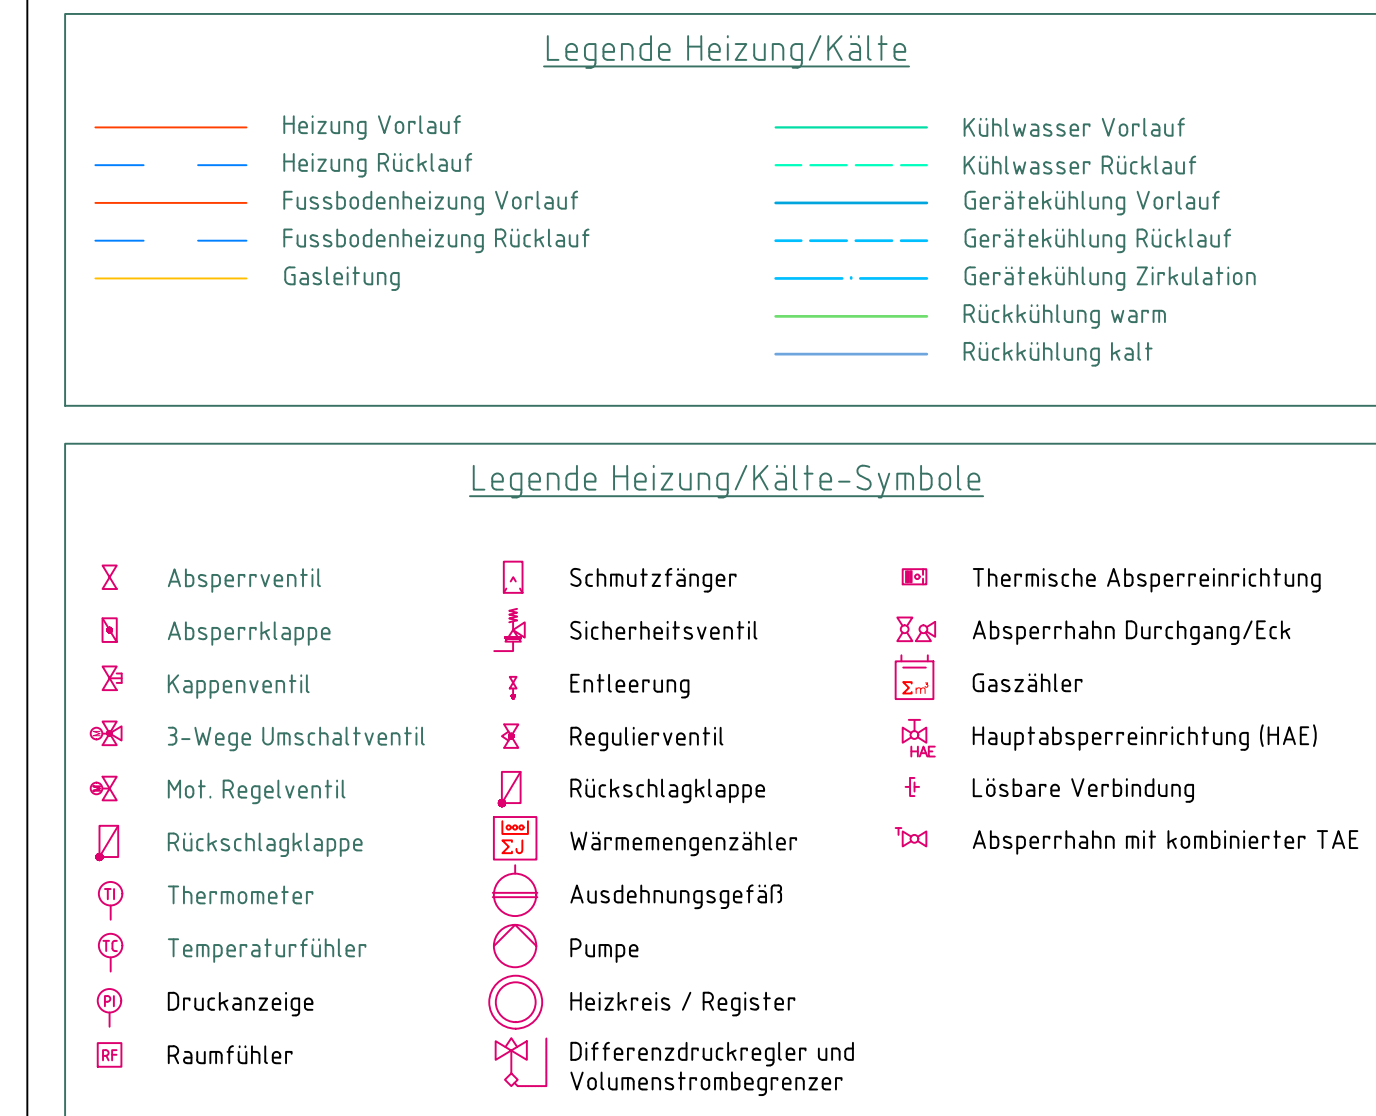 Legende Heizung/Kälte
Heizung Vorlauf
Heizung Rücklauf
Fussbodenheizung Vorlauf
Fussbodenheizung Rücklauf
Gasleitung
Kühlwasser Vorlauf
Kühlwasser Rücklauf
Gerätekühlung Vorlauf
Gerätekühlung Rücklauf
Gerätekühlung Zirkulation
Rückkühlung warm
Rückkühlung kalt
Legende Heizung/Kälte-Symbole
Absperrventil
Absperrklappe
Kappenventil
M 3-Wege Umschaltventil
M Mot. Regelventil
Rückschlagklappe
TI Thermometer
TC Temperaturfühler
PI Druckanzeige
RF Raumfühler
Schmutzfänger
Sicherheitsventil
Entleerung
Regulierventil
Rückschlagklappe
ΣJ Wärmemengenzähler
Ausdehnungsgefäß
Pumpe
Heizkreis / Register
Differenzdruckregler und
Volumenstrombegrenzer
Thermische Absperreinrichtung
Absperrhahn Durchgang/Eck
Σm³ Gaszähler
HAE Hauptabsperreinrichtung (HAE)
Lösbare Verbindung
T Absperrhahn mit kombinierter TAE